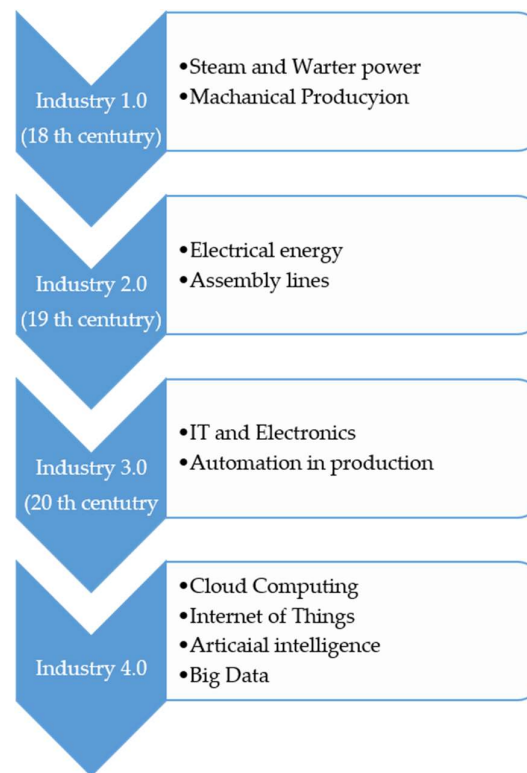 Industry 1.0
(18 th centutry)
•Steam and Warter power
•Machanical Producyion
Industry 2.0
(19 th centutry)
•Electrical energy
•Assembly lines
Industry 3.0
(20 th centutry
•IT and Electronics
•Automation in production
Industry 4.0
•Cloud Computing
•Internet of Things
•Articaial intelligence
•Big Data